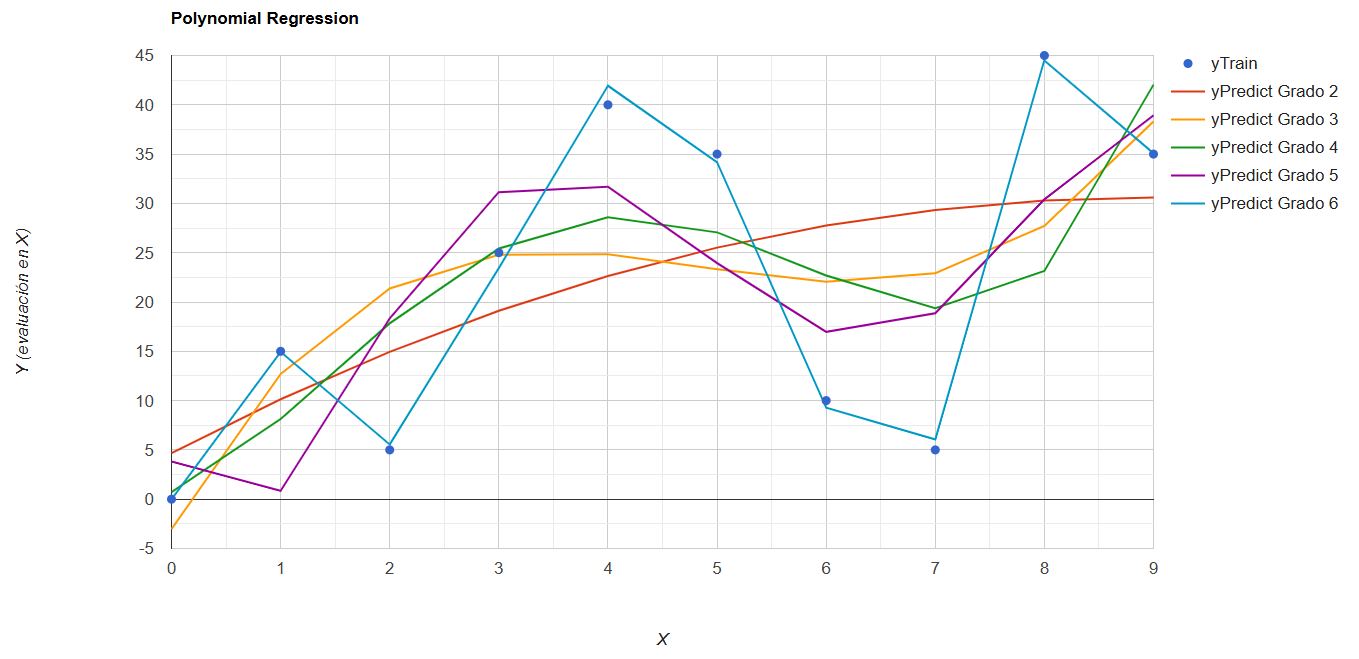 Polynomial Regression
45
40
35
30
25
20
15
10
5
0
-5
Y (evaluación en X)
0 1 2 3 4 5 6 7 8 9
X
yTrain
yPredict Grado 2
yPredict Grado 3
yPredict Grado 4
yPredict Grado 5
yPredict Grado 6